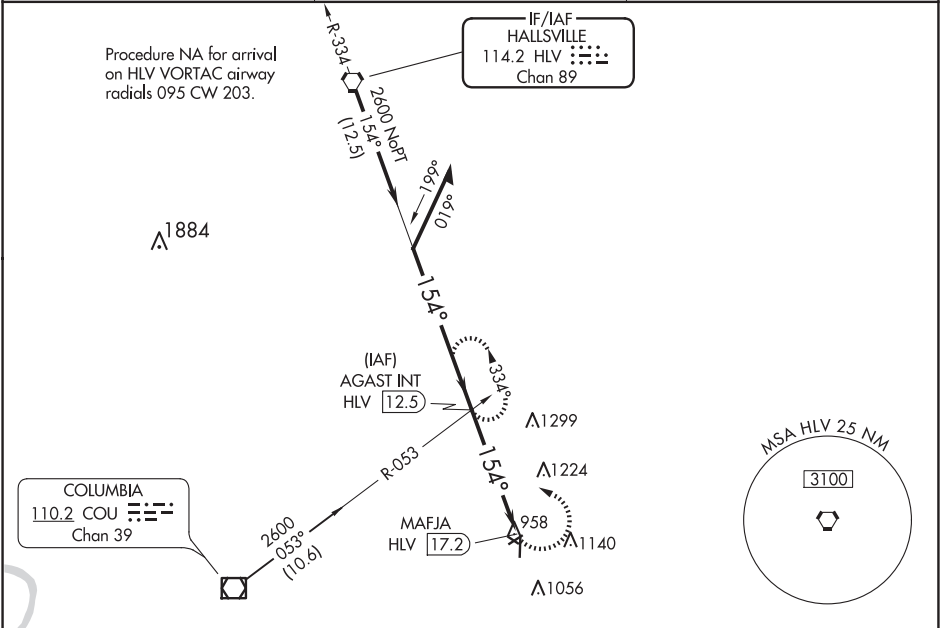 Procedure NA for arrival
on HLV VORTAC airway
radials 095 CW 203.
R-334
IF/IAF
HALLSVILLE
114.2 HLV
Chan 89
2600 NoPT
154°
(12.5)
199°
019°
1884
154°
(IAF)
AGAST INT
HLV 12.5
334°
1299
R-053
154°
1224
MSA HLV 25 NM
3100
COLUMBIA
110.2 COU
Chan 39
2600
053°
(10.6)
MAFJA
HLV 17.2
958
1140
1056